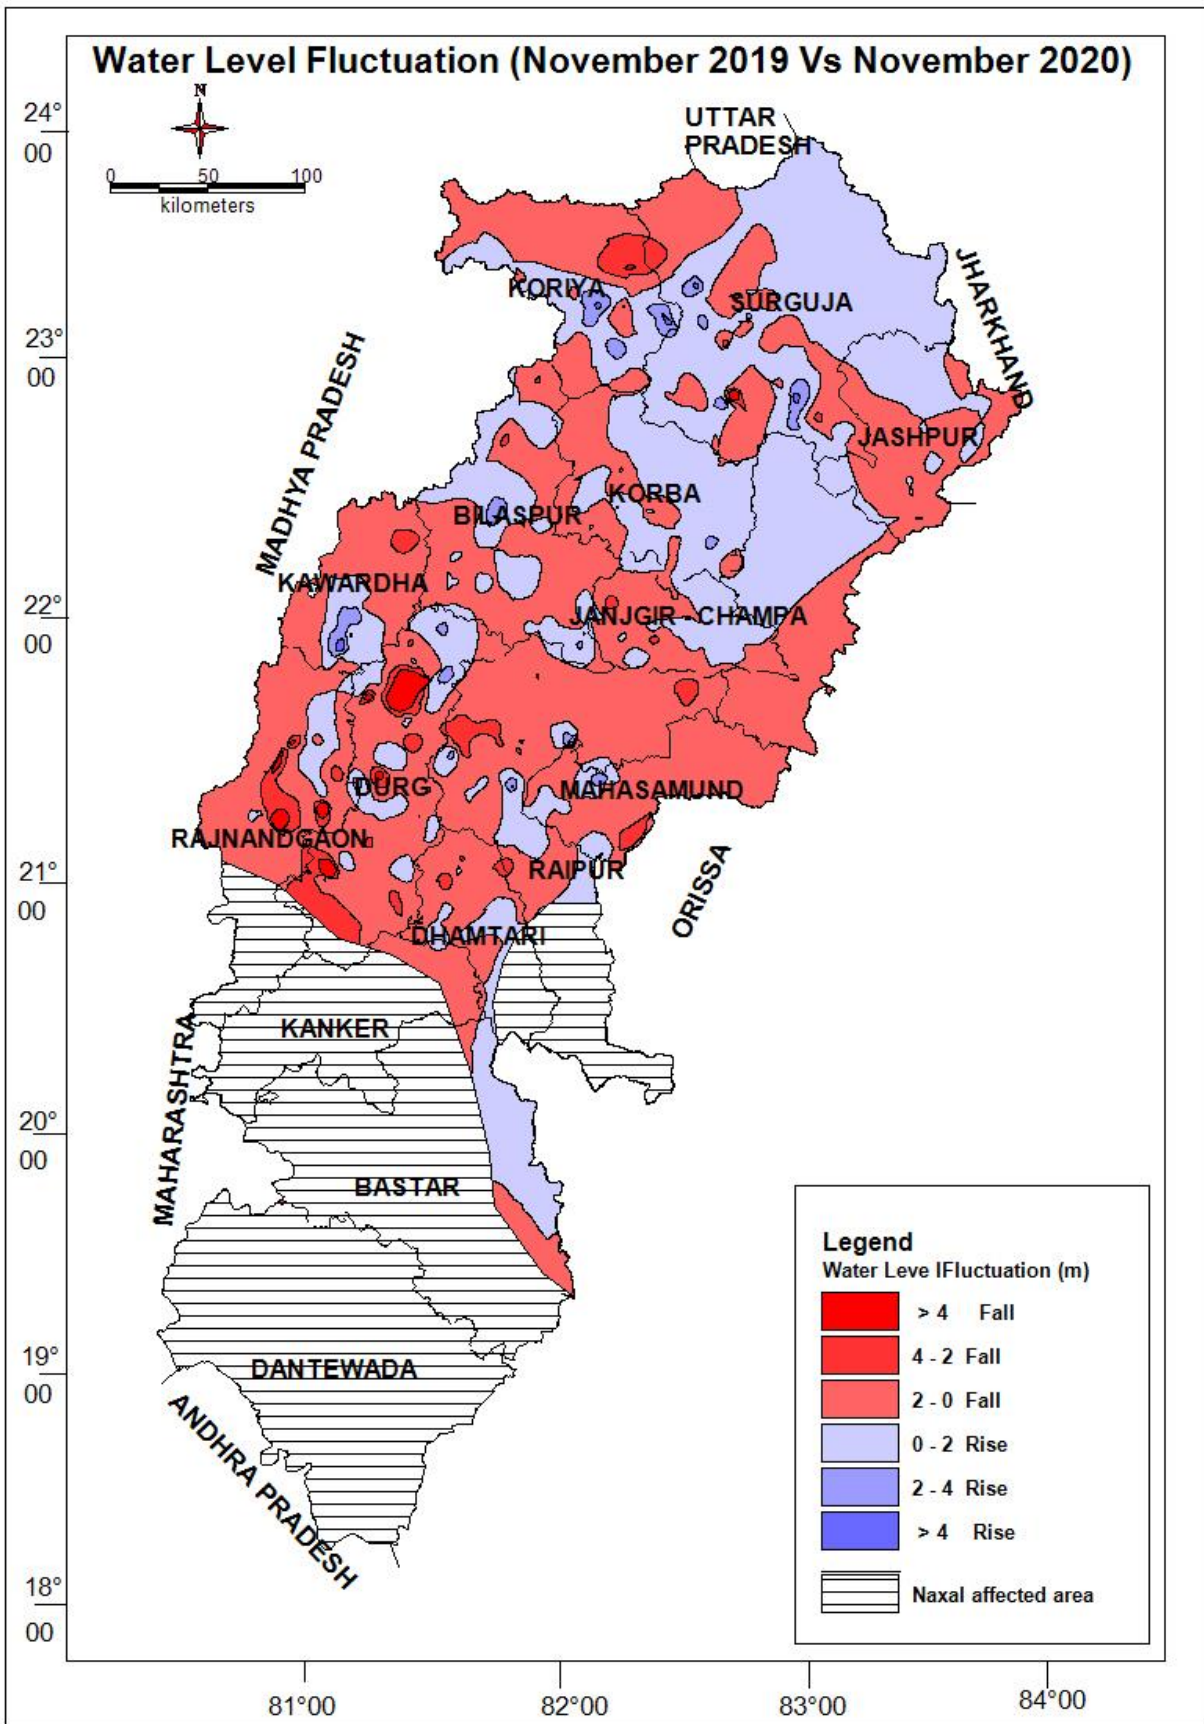 Water Level Fluctuation (November 2019 Vs November 2020)
N
0 50 100
kilometers
24°
00
23°
00
22°
00
21°
00
20°
00
19°
00
18°
00
UTTAR
PRADESH
JHARKHAND
MADHYA PRADESH
ORISSA
MAHARASHTRA
ANDHRA PRADESH
KORIYA
SURGUJA
JASHPUR
KORBA
BILASPUR
KAWARDHA
JANJGIR - CHAMPA
DURG
MAHASAMUND
RAJNANDGAON
RAIPUR
DHAMTARI
KANKER
BASTAR
DANTEWADA
Legend
Water Leve lFluctuation (m)
> 4 Fall
4 - 2 Fall
2 - 0 Fall
0 - 2 Rise
2 - 4 Rise
> 4 Rise
Naxal affected area
81°00
82°00
83°00
84°00